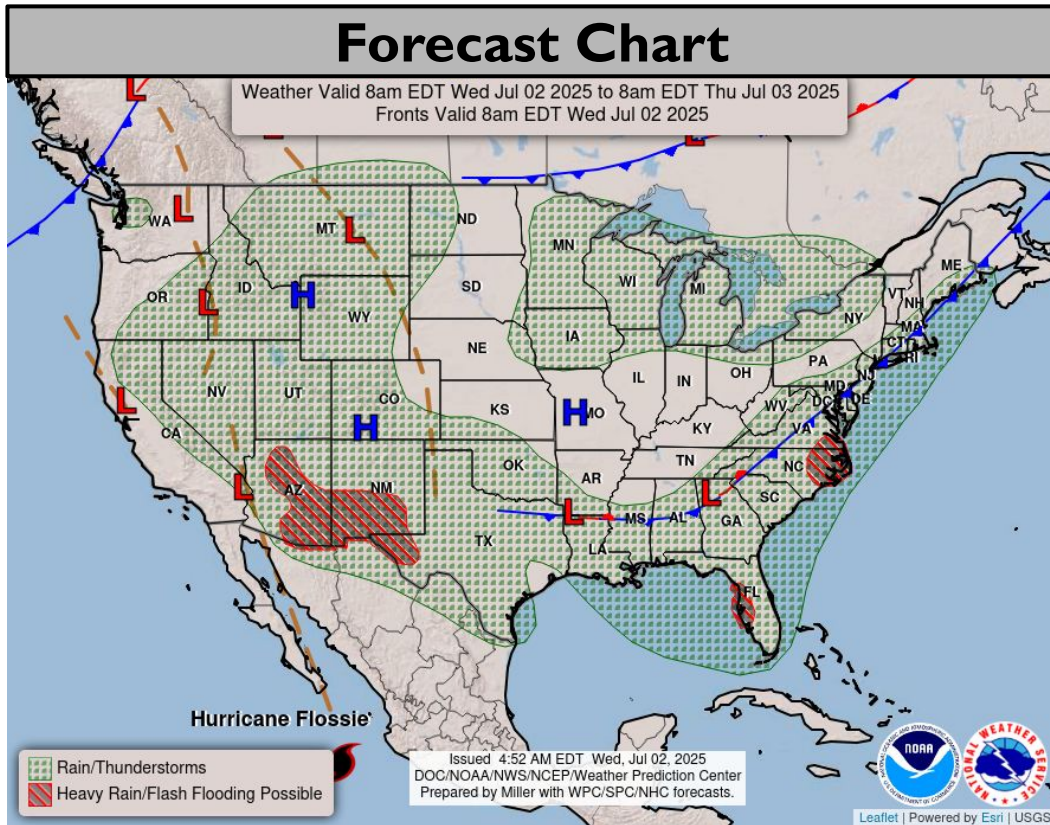 Forecast Chart
Weather Valid 8am EDT Wed Jul 02 2025 to 8am EDT Thu Jul 03 2025
Fronts Valid 8am EDT Wed Jul 02 2025
L
L
L
WA
L
MT
L
ND
MN
ME
OR
L
ID
H
WY
SD
WI
MI
VT
NH
NY
MA
IA
CT
RI
NE
PA
NJ
L
NV
UT
CO
IL
IN
OH
MD
DE
DC
WV
CA
H
KS
H
MO
KY
VA
OK
TN
NC
L
AZ
NM
AR
L
SC
L
MS
AL
GA
TX
LA
FL
Hurricane Flossie
Rain/Thunderstorms
Heavy Rain/Flash Flooding Possible
Issued 4:52 AM EDT Wed, Jul 02, 2025
DOC/NOAA/NWS/NCEP/Weather Prediction Center
Prepared by Miller with WPC/SPC/NHC forecasts.
NOAA
NATIONAL WEATHER SERVICE
Leaflet | Powered by Esri | USGS